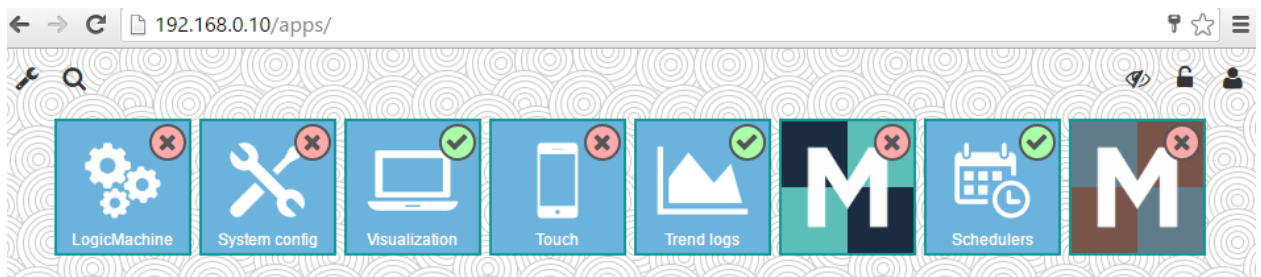 192.168.0.10/apps/
LogicMachine System config Visualization Touch Trend logs M Schedulers M